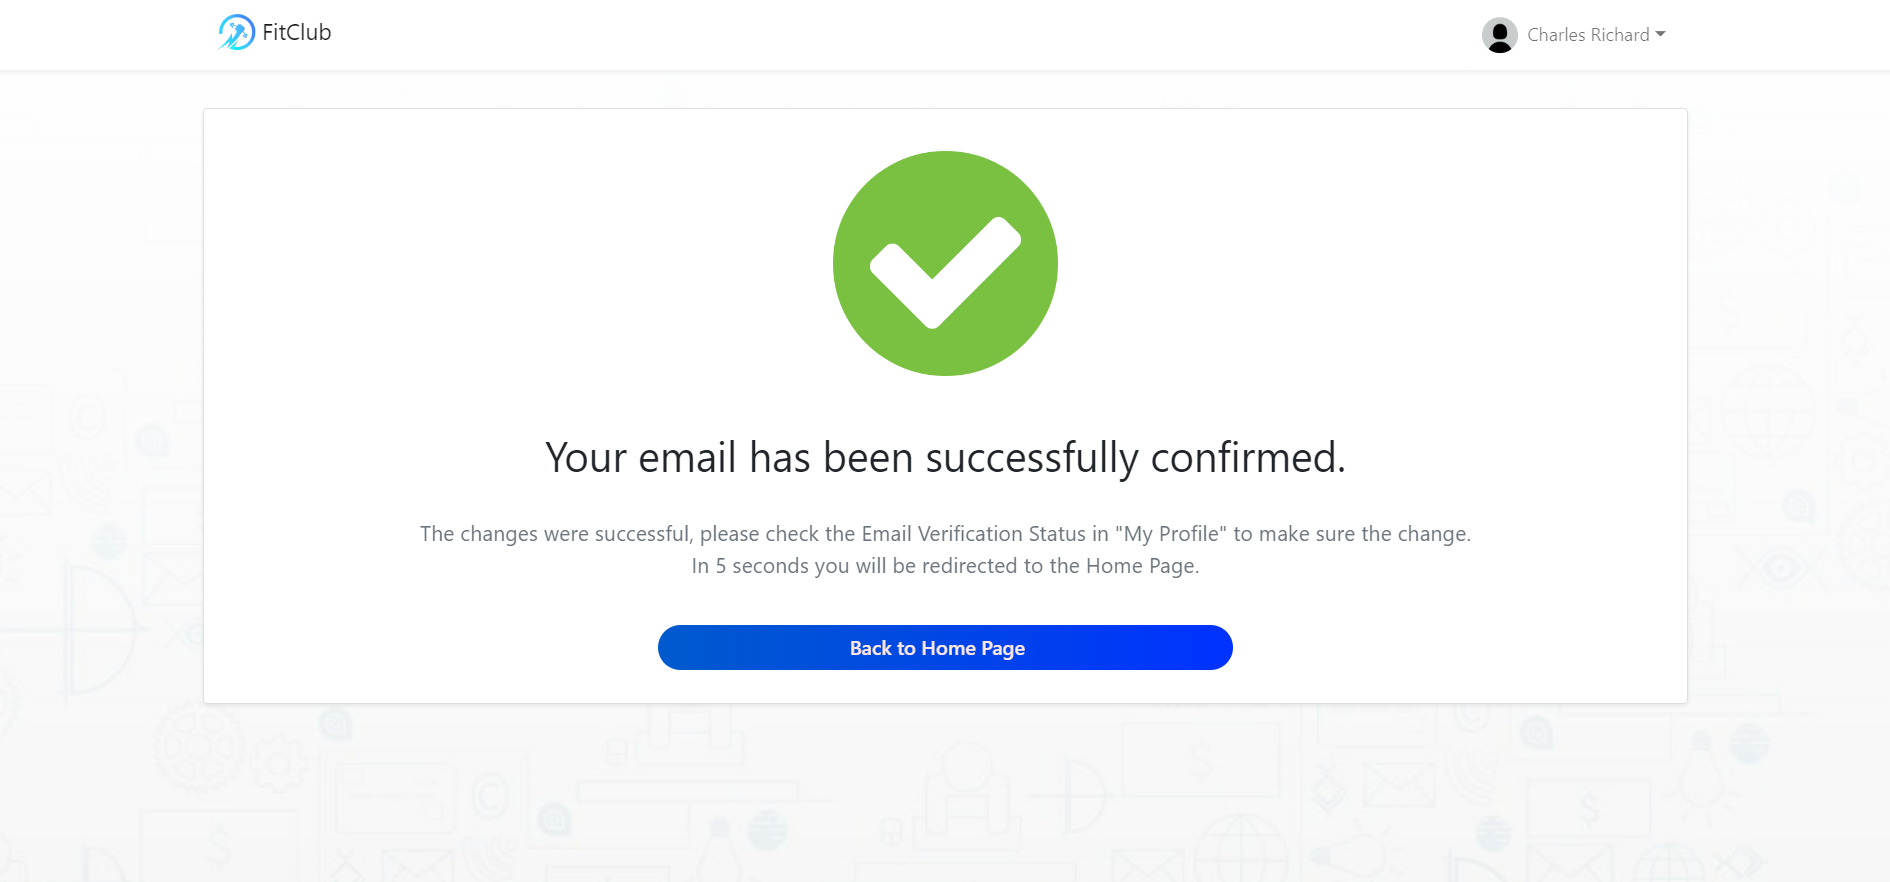 FitClub
Charles Richard
Your email has been successfully confirmed.
The changes were successful, please check the Email Verification Status in "My Profile" to make sure the change.
In 5 seconds you will be redirected to the Home Page.
Back to Home Page